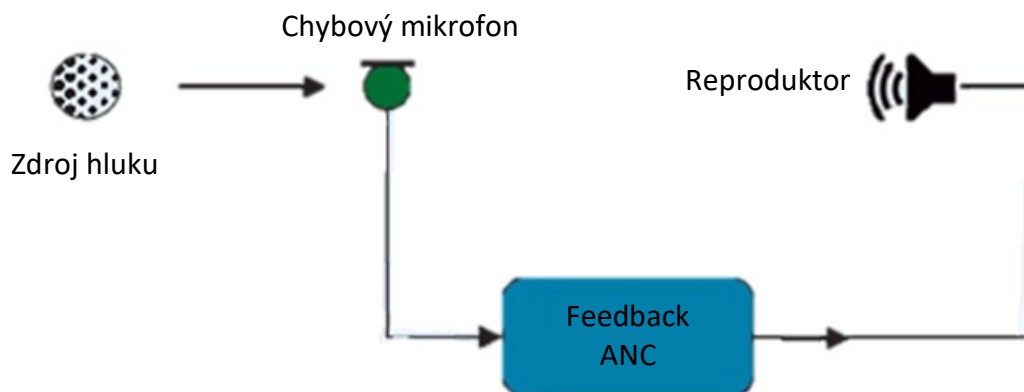 Chybový mikrofon
Reproduktor
Zdroj hluku
Feedback
ANC